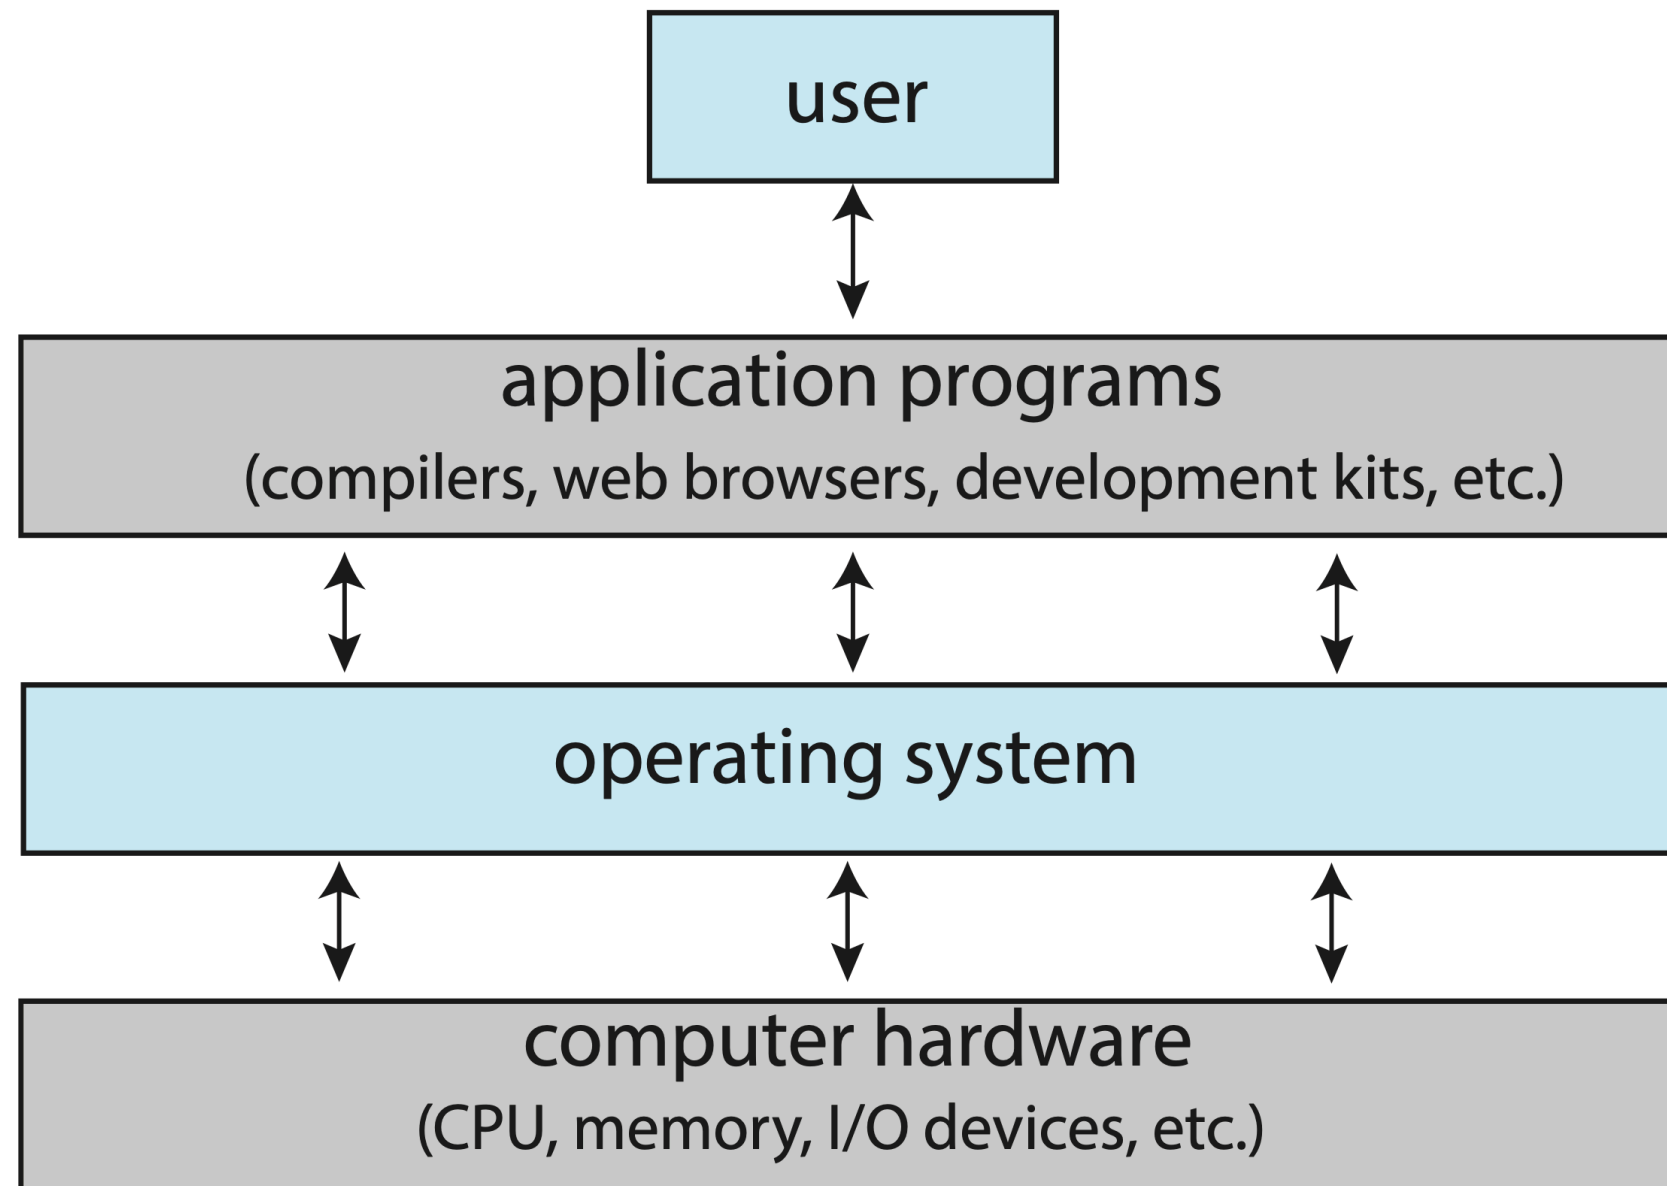 user
application programs
(compilers, web browsers, development kits, etc.)
operating system
computer hardware
(CPU, memory, I/O devices, etc.)